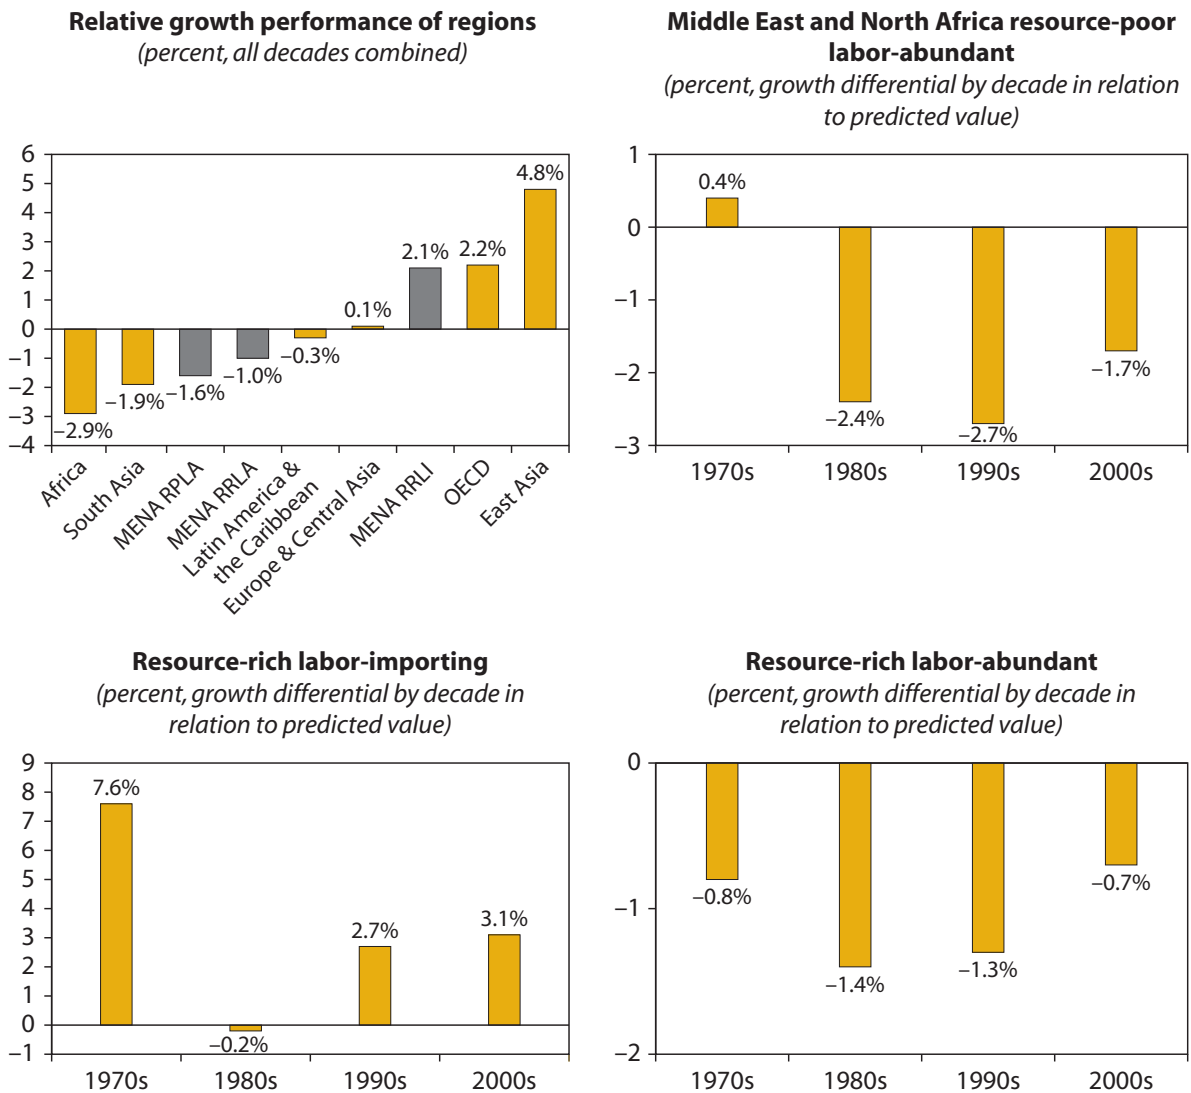 Relative growth performance of regions
(percent, all decades combined)
6
5
4
3
2
1
0
–1
–2
–3
–4
–2.9%
–1.9%
–1.6%
–1.0%
–0.3%
0.1%
2.1%
2.2%
4.8%
Africa
South Asia
MENA RPLA
MENA RRLA
Latin America &
the Caribbean
Europe & Central Asia
MENA RRLI
OECD
East Asia
Middle East and North Africa resource-poor
labor-abundant
(percent, growth differential by decade in relation
to predicted value)
1
0
–1
–2
–3
0.4%
–2.4%
–2.7%
–1.7%
1970s
1980s
1990s
2000s
Resource-rich labor-importing
(percent, growth differential by decade in
relation to predicted value)
9
8
7
6
5
4
3
2
1
0
–1
7.6%
–0.2%
2.7%
3.1%
1970s
1980s
1990s
2000s
Resource-rich labor-abundant
(percent, growth differential by decade in
relation to predicted value)
0
–1
–2
–0.8%
–1.4%
–1.3%
–0.7%
1970s
1980s
1990s
2000s